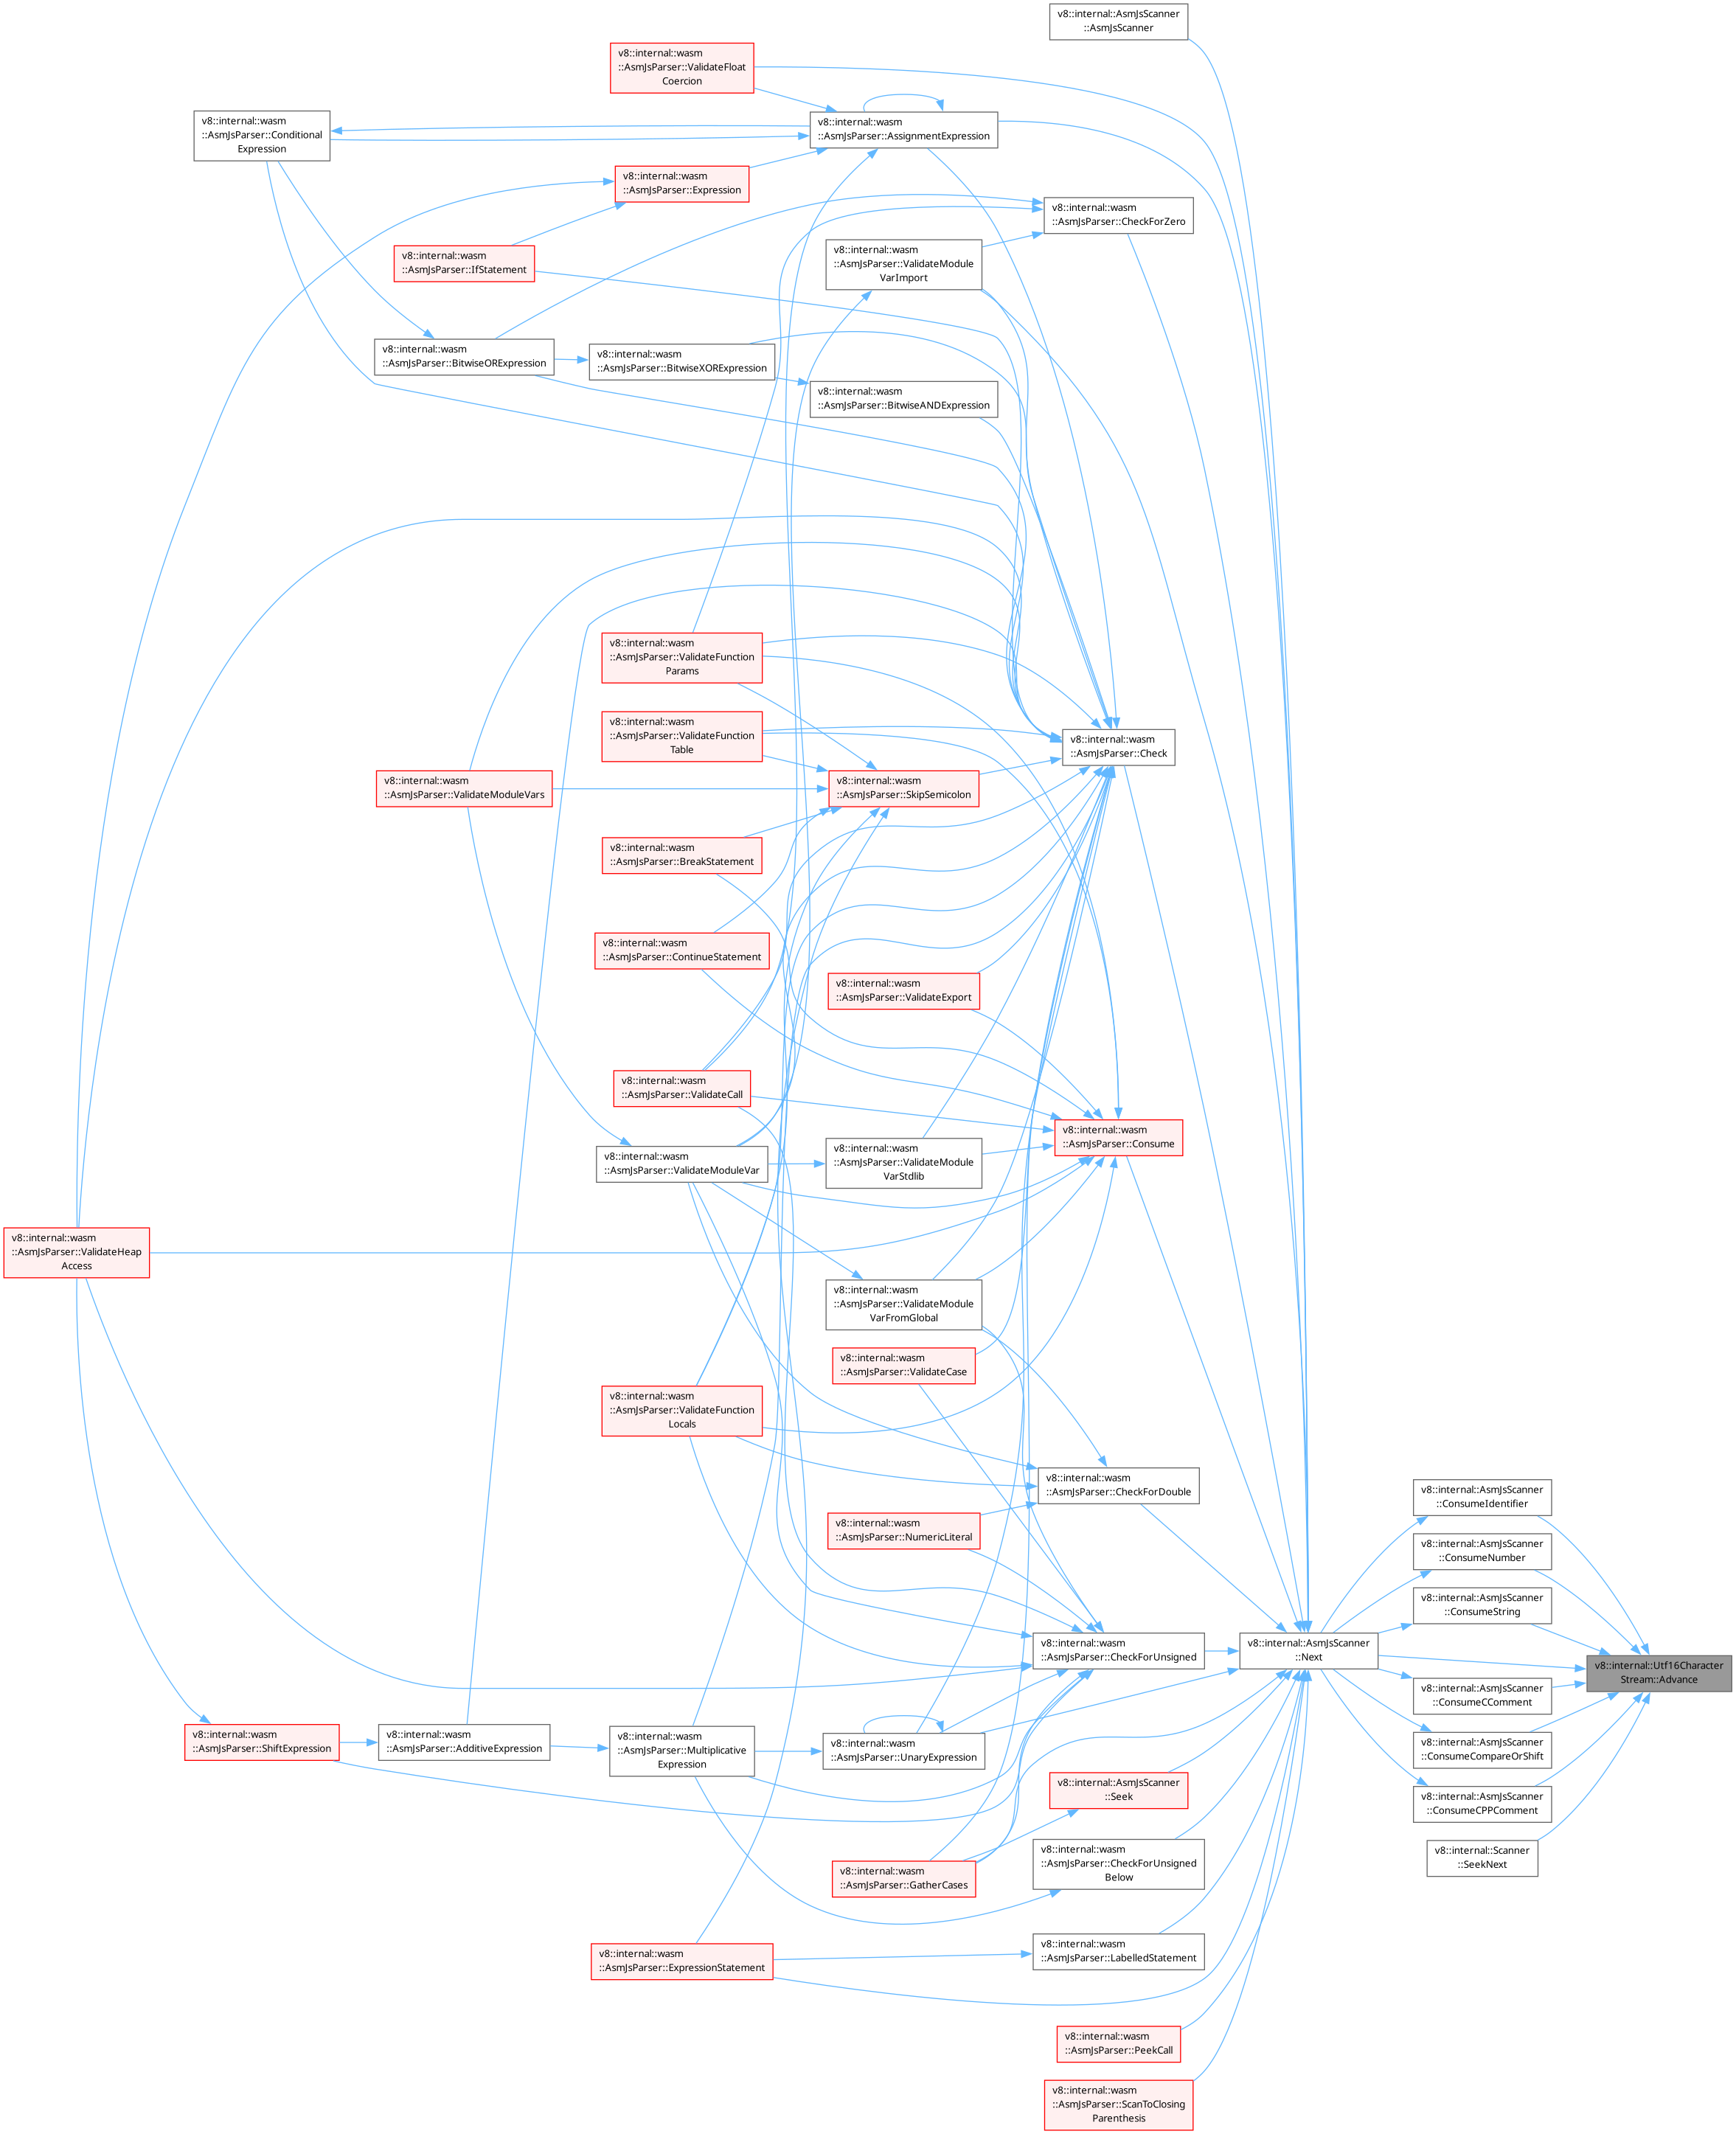 v8::internal::AsmJsScanner
::AsmJsScanner
v8::internal::wasm
::AsmJsParser::ValidateFloat
Coercion
v8::internal::wasm
::AsmJsParser::Conditional
Expression
v8::internal::wasm
::AsmJsParser::AssignmentExpression
v8::internal::wasm
::AsmJsParser::Expression
v8::internal::wasm
::AsmJsParser::CheckForZero
v8::internal::wasm
::AsmJsParser::IfStatement
v8::internal::wasm
::AsmJsParser::ValidateModule
VarImport
v8::internal::wasm
::AsmJsParser::BitwiseORExpression
v8::internal::wasm
::AsmJsParser::BitwiseXORExpression
v8::internal::wasm
::AsmJsParser::BitwiseANDExpression
v8::internal::wasm
::AsmJsParser::ValidateFunction
Params
v8::internal::wasm
::AsmJsParser::ValidateFunction
Table
v8::internal::wasm
::AsmJsParser::Check
v8::internal::wasm
::AsmJsParser::ValidateModuleVars
v8::internal::wasm
::AsmJsParser::SkipSemicolon
v8::internal::wasm
::AsmJsParser::BreakStatement
v8::internal::wasm
::AsmJsParser::ContinueStatement
v8::internal::wasm
::AsmJsParser::ValidateExport
v8::internal::wasm
::AsmJsParser::ValidateCall
v8::internal::wasm
::AsmJsParser::Consume
v8::internal::wasm
::AsmJsParser::ValidateModuleVar
v8::internal::wasm
::AsmJsParser::ValidateModule
VarStdlib
v8::internal::wasm
::AsmJsParser::ValidateHeap
Access
v8::internal::wasm
::AsmJsParser::ValidateModule
VarFromGlobal
v8::internal::wasm
::AsmJsParser::ValidateCase
v8::internal::wasm
::AsmJsParser::ValidateFunction
Locals
v8::internal::wasm
::AsmJsParser::CheckForDouble
v8::internal::AsmJsScanner
::ConsumeIdentifier
v8::internal::wasm
::AsmJsParser::NumericLiteral
v8::internal::AsmJsScanner
::ConsumeNumber
v8::internal::AsmJsScanner
::ConsumeString
v8::internal::wasm
::AsmJsParser::CheckForUnsigned
v8::internal::AsmJsScanner
::Next
v8::internal::Utf16Character
Stream::Advance
v8::internal::AsmJsScanner
::ConsumeCComment
v8::internal::wasm
::AsmJsParser::ShiftExpression
v8::internal::wasm
::AsmJsParser::AdditiveExpression
v8::internal::wasm
::AsmJsParser::Multiplicative
Expression
v8::internal::wasm
::AsmJsParser::UnaryExpression
v8::internal::AsmJsScanner
::ConsumeCompareOrShift
v8::internal::AsmJsScanner
::Seek
v8::internal::AsmJsScanner
::ConsumeCPPComment
v8::internal::Scanner
::SeekNext
v8::internal::wasm
::AsmJsParser::GatherCases
v8::internal::wasm
::AsmJsParser::CheckForUnsigned
Below
v8::internal::wasm
::AsmJsParser::ExpressionStatement
v8::internal::wasm
::AsmJsParser::LabelledStatement
v8::internal::wasm
::AsmJsParser::PeekCall
v8::internal::wasm
::AsmJsParser::ScanToClosing
Parenthesis